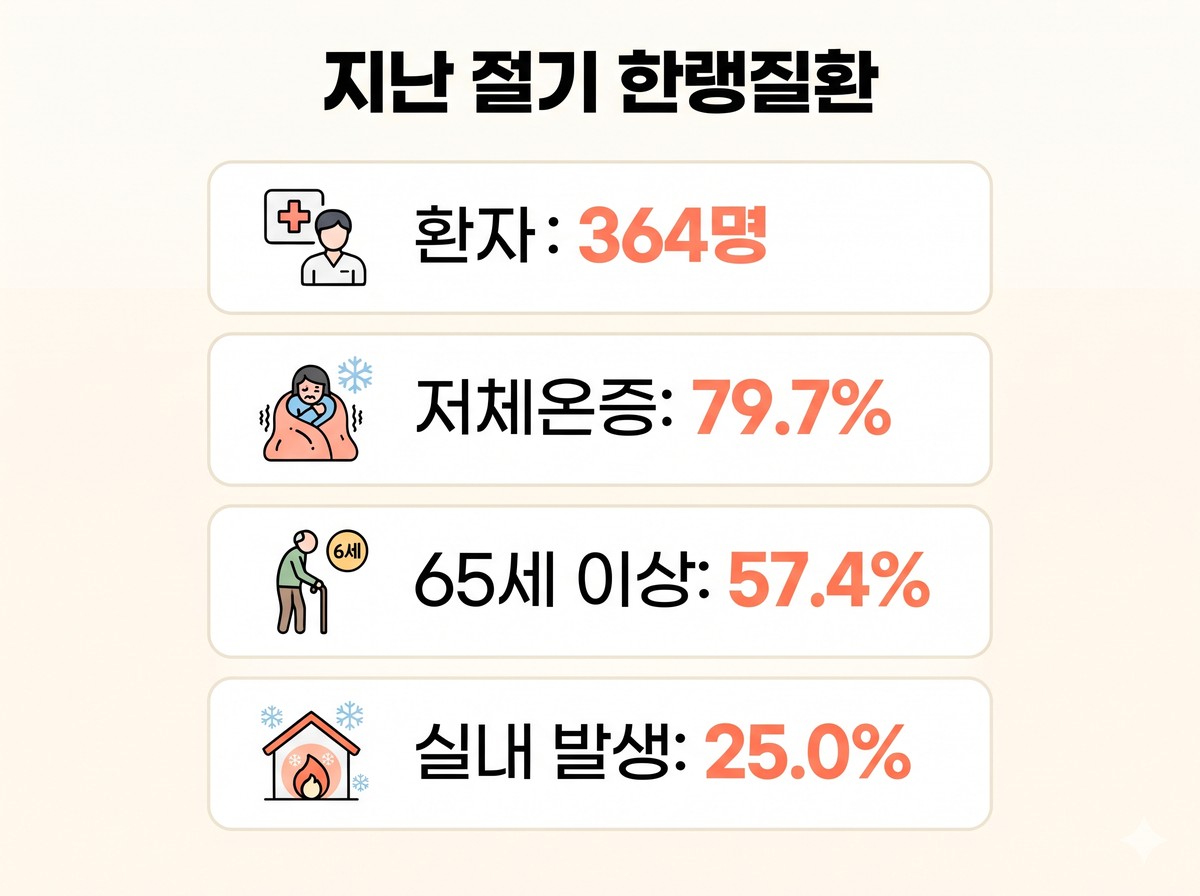 지난 절기 한랭질환
환자: 364명
저체온증: 79.7%
6세
65세 이상: 57.4%
실내 발생: 25.0%